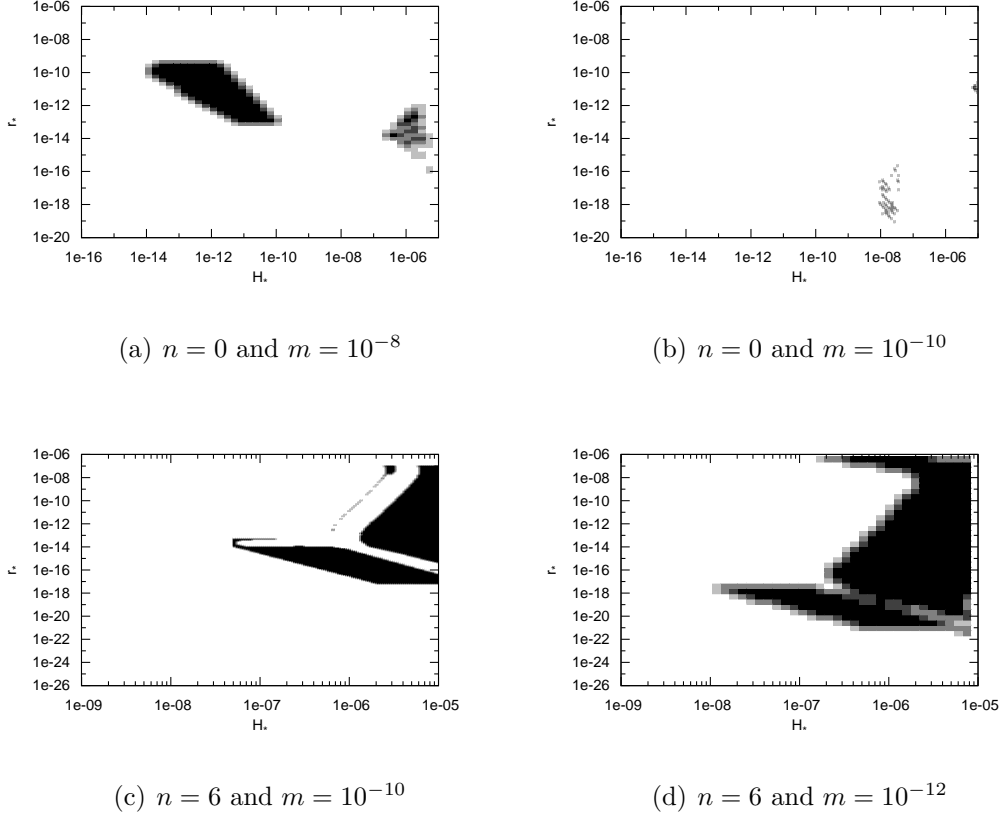 1e-06
1e-08
1e-10
1e-12
1e-14
1e-16
1e-18
1e-20
r*
1e-16 1e-14 1e-12 1e-10 1e-08 1e-06
H*
(a) n = 0 and m = 10⁻⁸
1e-06
1e-08
1e-10
1e-12
1e-14
1e-16
1e-18
1e-20
r*
1e-16 1e-14 1e-12 1e-10 1e-08 1e-06
H*
(b) n = 0 and m = 10⁻¹⁰
1e-06
1e-08
1e-10
1e-12
1e-14
1e-16
1e-18
1e-20
1e-22
1e-24
1e-26
r*
1e-09 1e-08 1e-07 1e-06 1e-05
H*
(c) n = 6 and m = 10⁻¹⁰
1e-06
1e-08
1e-10
1e-12
1e-14
1e-16
1e-18
1e-20
1e-22
1e-24
1e-26
r*
1e-09 1e-08 1e-07 1e-06 1e-05
H*
(d) n = 6 and m = 10⁻¹²